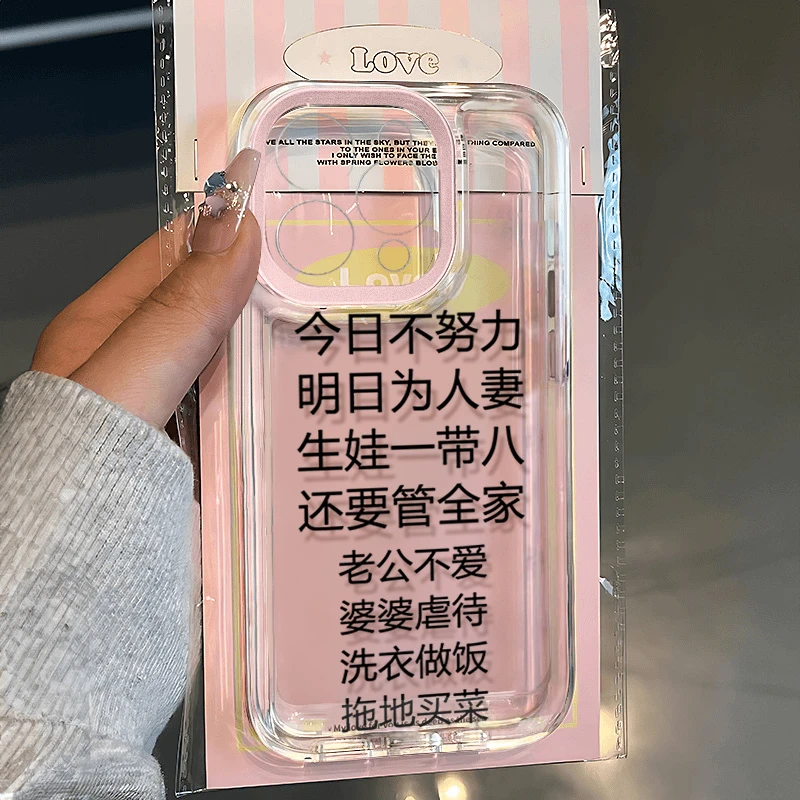 Love
VE ALL THE STARS IN THE SKY, BUT THE THING COMPARED
TO THE ONES IN YOUR E
I ONLY WISH TO FACE THE
WITH SPRING FLOWERS BLOW
Love
今日不努力
明日为人妻
生娃一带八
还要管全家
老公不爱
婆婆虐待
洗衣做饭
拖地买菜